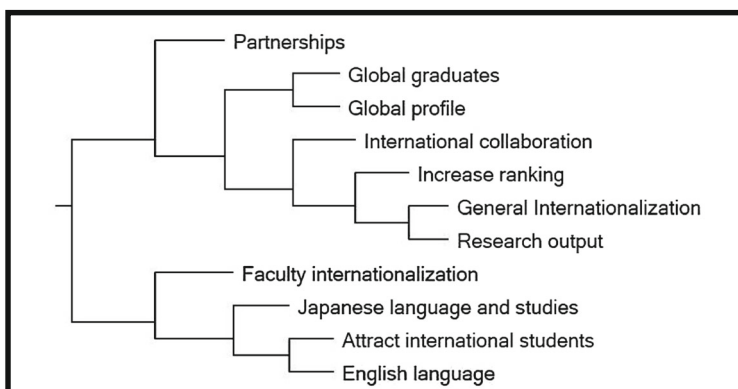 Partnerships
Global graduates
Global profile
International collaboration
Increase ranking
General Internationalization
Research output
Faculty internationalization
Japanese language and studies
Attract international students
English language